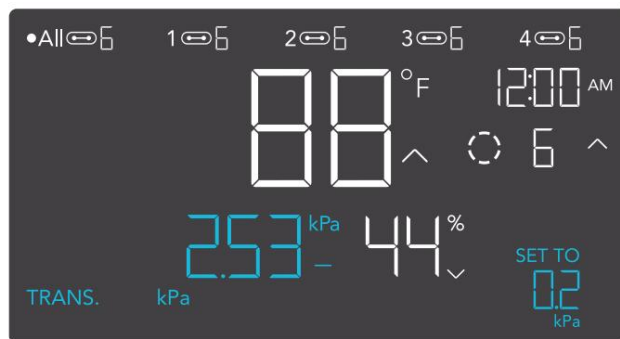 •All 6 1 6 2 6 3 6 4 6
88 °F 12:00 AM
6
2.53 kPa 44 %
SET TO
0.2
TRANS. kPa kPa